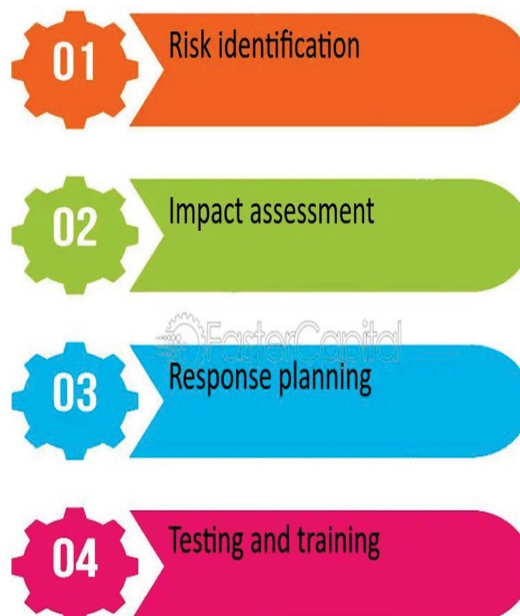 01
Risk identification
02
Impact assessment
FasterCapital
03
Response planning
04
Testing and training